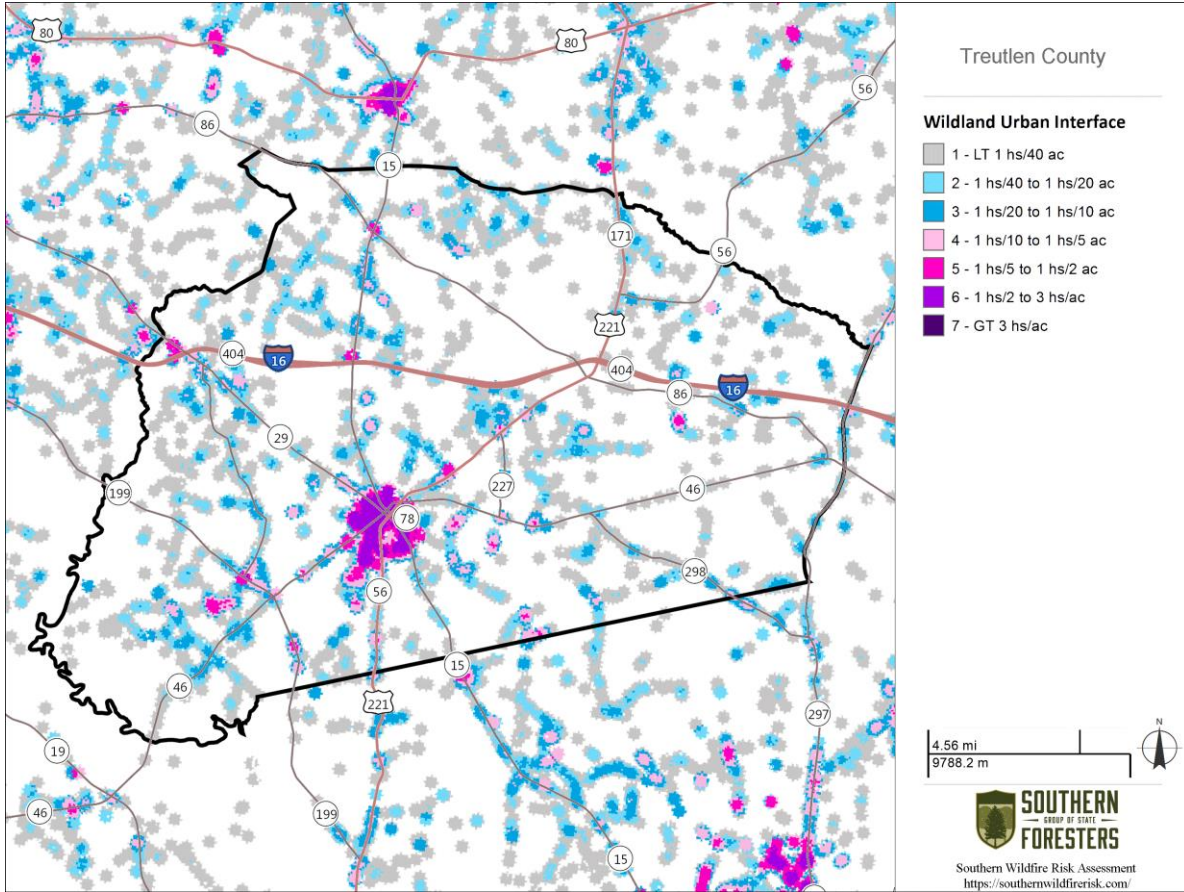 80
80
56
86
15
171
56
221
404
16
404
86
16
29
199
227
46
78
298
56
15
46
221
297
19
46
199
15
Treutlen County
Wildland Urban Interface
1 - LT 1 hs/40 ac
2 - 1 hs/40 to 1 hs/20 ac
3 - 1 hs/20 to 1 hs/10 ac
4 - 1 hs/10 to 1 hs/5 ac
5 - 1 hs/5 to 1 hs/2 ac
6 - 1 hs/2 to 3 hs/ac
7 - GT 3 hs/ac
4.56 mi
9788.2 m
N
SOUTHERN
GROUP OF STATE
FORESTERS
Southern Wildfire Risk Assessment
https://southernwildfirerisk.com/